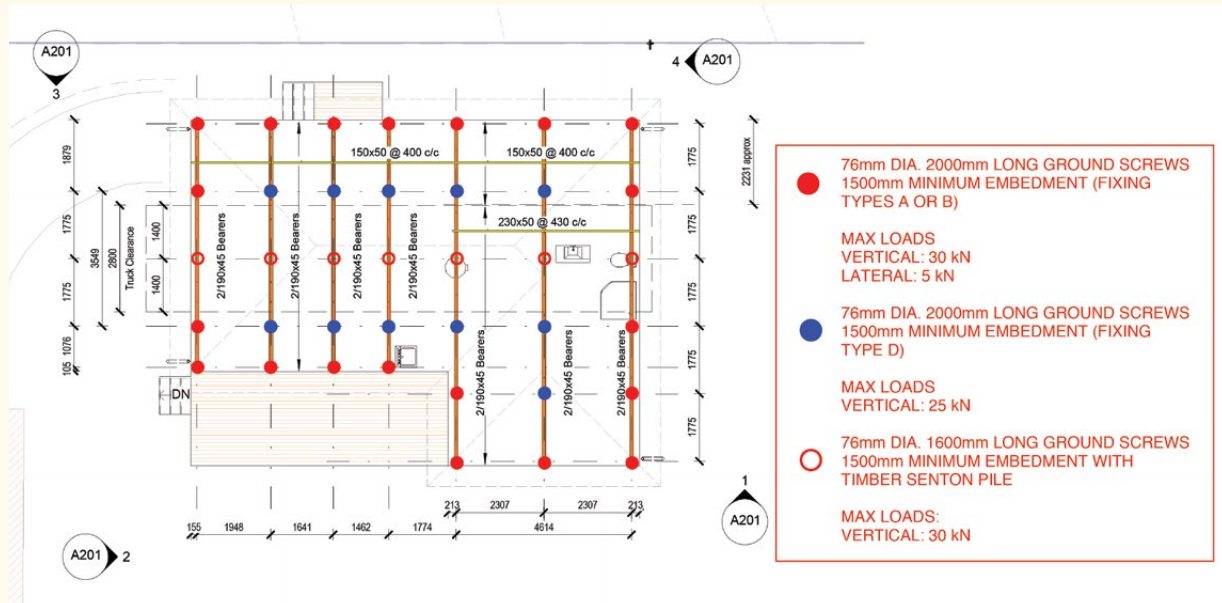 A201
3
4
A201
1879
1775
3549
2800
Truck Clearance
1400
1400
1775
1076
105
150x50 @ 400 c/c
150x50 @ 400 c/c
230x50 @ 430 c/c
2/190x45 Bearers
2/190x45 Bearers
2/190x45 Bearers
2/190x45 Bearers
2/190x45 Bearers
2/190x45 Bearers
2/190x45 Bearers
1775
1775
1775
1775
1775
2231 approx
DN
155
1948
1641
1462
1774
213
2307
2307
213
4614
A201
2
1
A201
76mm DIA. 2000mm LONG GROUND SCREWS
1500mm MINIMUM EMBEDMENT (FIXING
TYPES A OR B)
MAX LOADS
VERTICAL: 30 kN
LATERAL: 5 kN
76mm DIA. 2000mm LONG GROUND SCREWS
1500mm MINIMUM EMBEDMENT (FIXING
TYPE D)
MAX LOADS
VERTICAL: 25 kN
76mm DIA. 1600mm LONG GROUND SCREWS
1500mm MINIMUM EMBEDMENT WITH
TIMBER SENTON PILE
MAX LOADS:
VERTICAL: 30 kN